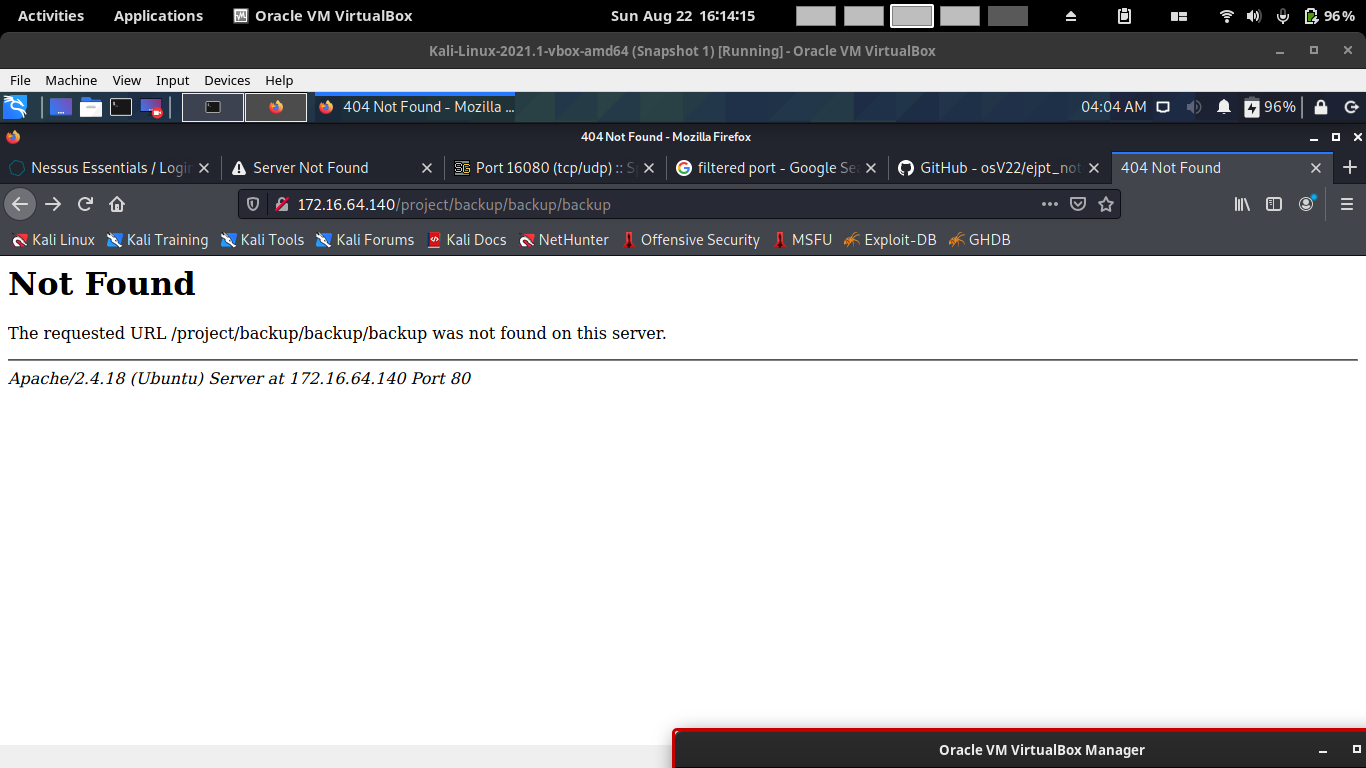 Activities Applications Oracle VM VirtualBox Sun Aug 22 16:14:15 96%
Kali-Linux-2021.1-vbox-amd64 (Snapshot 1) [Running] - Oracle VM VirtualBox
File Machine View Input Devices Help
404 Not Found - Mozilla ... 04:04 AM 96%
404 Not Found - Mozilla Firefox
Nessus Essentials / Login Server Not Found Port 16080 (tcp/udp) :: S filtered port - Google Se GitHub - osV22/ejpt_not 404 Not Found
172.16.64.140/project/backup/backup/backup
Kali Linux Kali Training Kali Tools Kali Forums Kali Docs NetHunter Offensive Security MSFU Exploit-DB GHDB
Not Found
The requested URL /project/backup/backup/backup was not found on this server.
Apache/2.4.18 (Ubuntu) Server at 172.16.64.140 Port 80
Oracle VM VirtualBox Manager